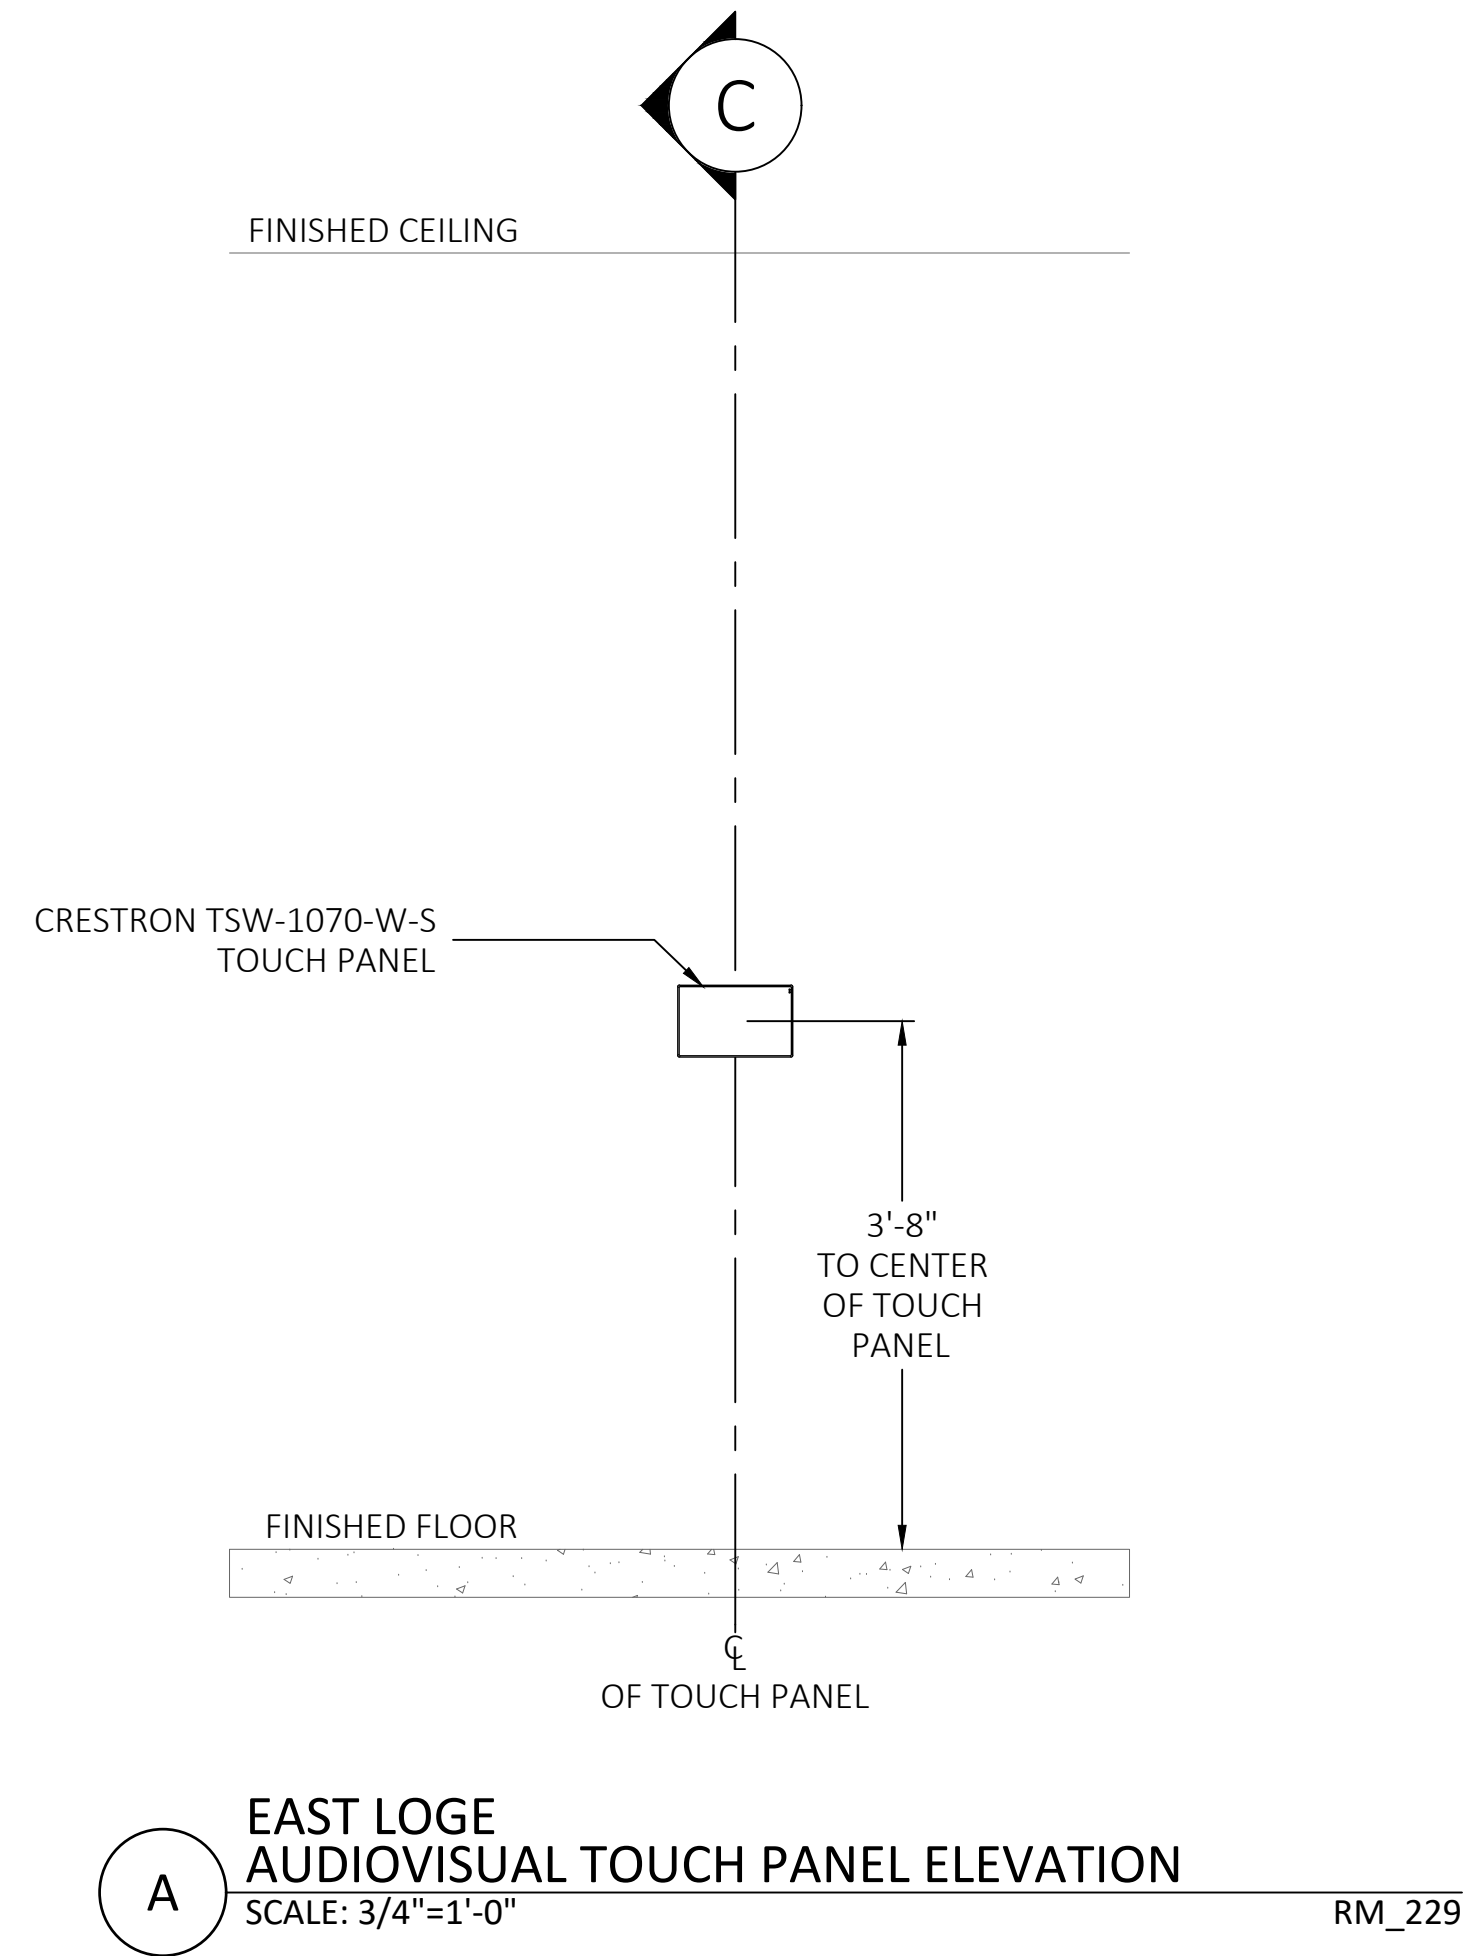 C
FINISHED CEILING
CRESTRON TSW-1070-W-S
TOUCH PANEL
3'-8"
TO CENTER
OF TOUCH
PANEL
FINISHED FLOOR
℄
OF TOUCH PANEL
EAST LOGE
AUDIOVISUAL TOUCH PANEL ELEVATION
A
SCALE: 3/4"=1'-0"
RM_229